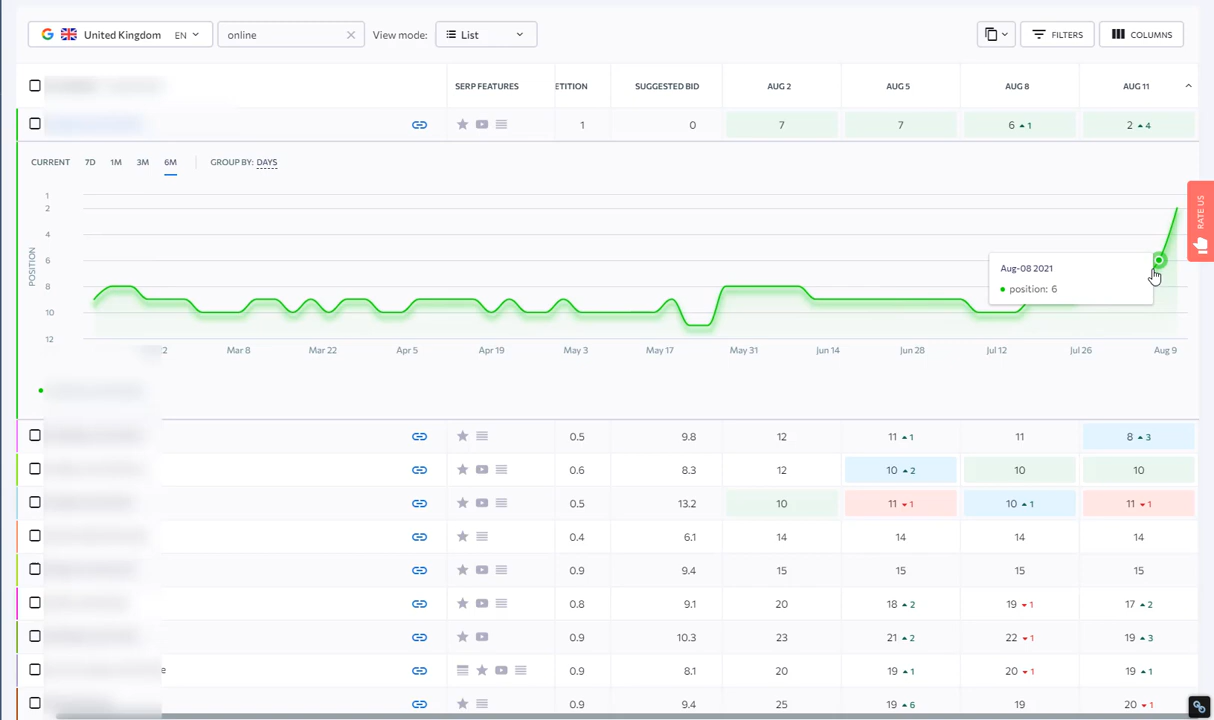 United Kingdom EN online View mode: List FILTERS COLUMNS
SERP FEATURES ETITION SUGGESTED BID AUG 2 AUG 5 AUG 8 AUG 11
1 0 7 7 6 1 2 4
CURRENT 7D 1M 3M 6M GROUP BY: DAYS
RATE US
POSITION
1
2
4
6
8
10
12
Aug-08 2021
position: 6
2 Mar 8 Mar 22 Apr 5 Apr 19 May 3 May 17 May 31 Jun 14 Jun 28 Jul 12 Jul 26 Aug 9
0.5 9.8 12 11 1 11 8 3
0.6 8.3 12 10 2 10 10
0.5 13.2 10 11 1 10 1 11 1
0.4 6.1 14 14 14 14
0.9 9.4 15 15 15 15
0.8 9.1 20 18 2 19 1 17 2
0.9 10.3 23 21 2 22 1 19 3
e 0.9 8.1 20 19 1 20 1 19 1
0.9 9.4 25 19 6 19 20 1